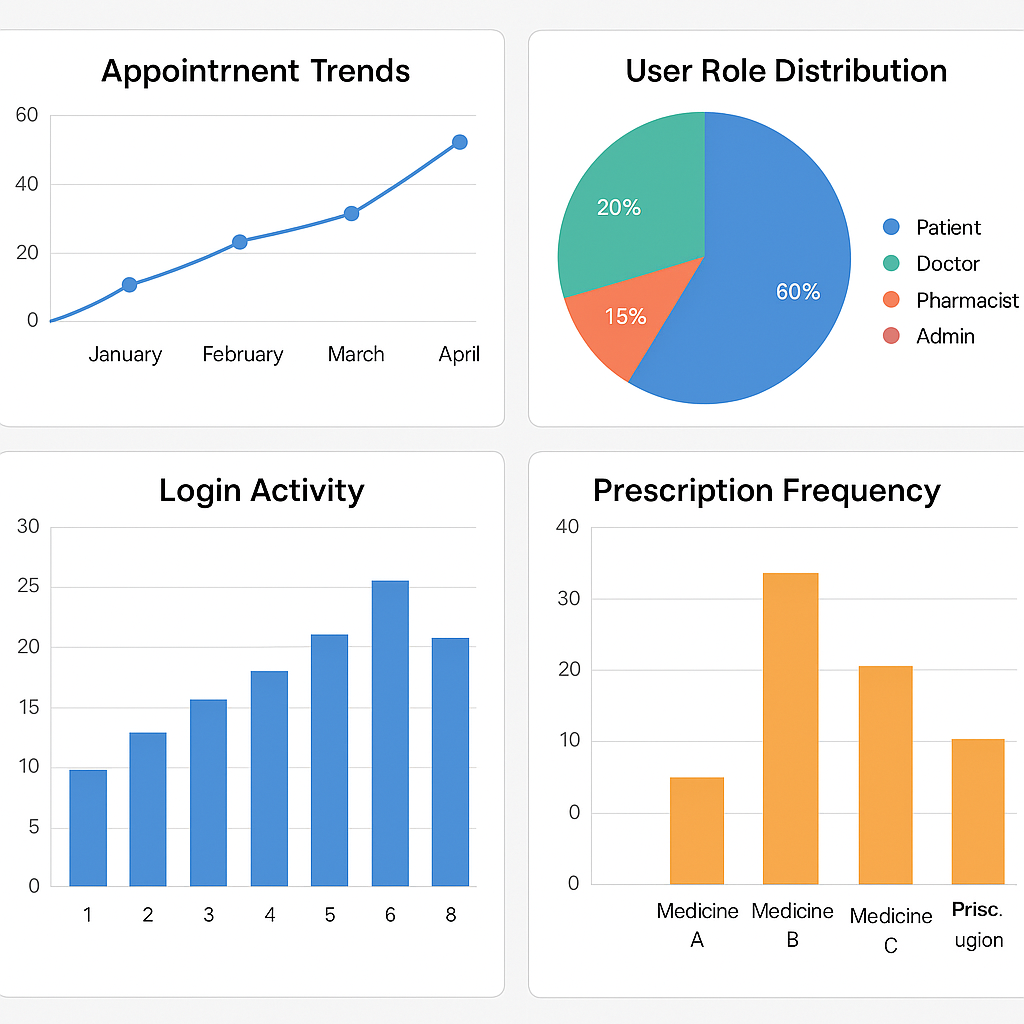 Appointrnent Trends
60
40
20
0
January February March April
User Role Distribution
20%
60%
15%
Patient
Doctor
Pharmacist
Admin
Login Activity
30
25
20
15
10
5
0
1 2 3 4 5 6 8
Prescription Frequency
40
30
20
10
0
0
Medicine A
Medicine B
Medicine C
Prisc. ugion